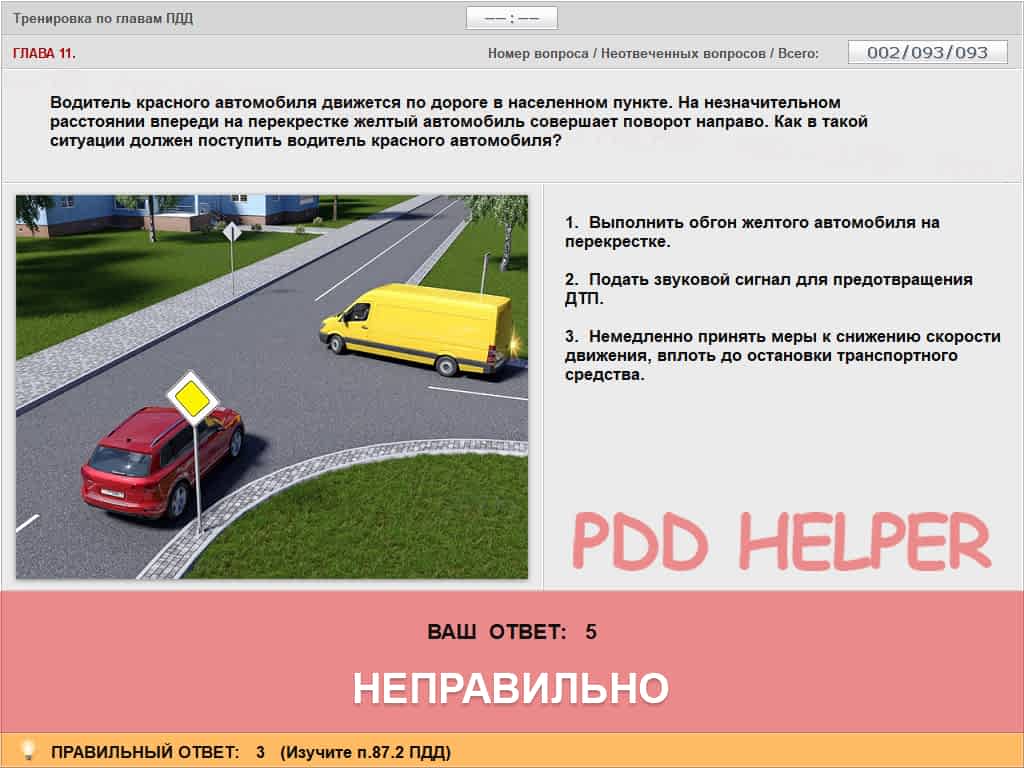 Тренировка по главам ПДД
—— : ——
ГЛАВА 11.
Номер вопроса / Неотвеченных вопросов / Всего:
002/093/093
Водитель красного автомобиля движется по дороге в населенном пункте. На незначительном
расстоянии впереди на перекрестке желтый автомобиль совершает поворот направо. Как в такой
ситуации должен поступить водитель красного автомобиля?
1. Выполнить обгон желтого автомобиля на
перекрестке.
2. Подать звуковой сигнал для предотвращения
ДТП.
3. Немедленно принять меры к снижению скорости
движения, вплоть до остановки транспортного
средства.
PDD HELPER
ВАШ ОТВЕТ: 5
НЕПРАВИЛЬНО
ПРАВИЛЬНЫЙ ОТВЕТ: 3 (Изучите п.87.2 ПДД)